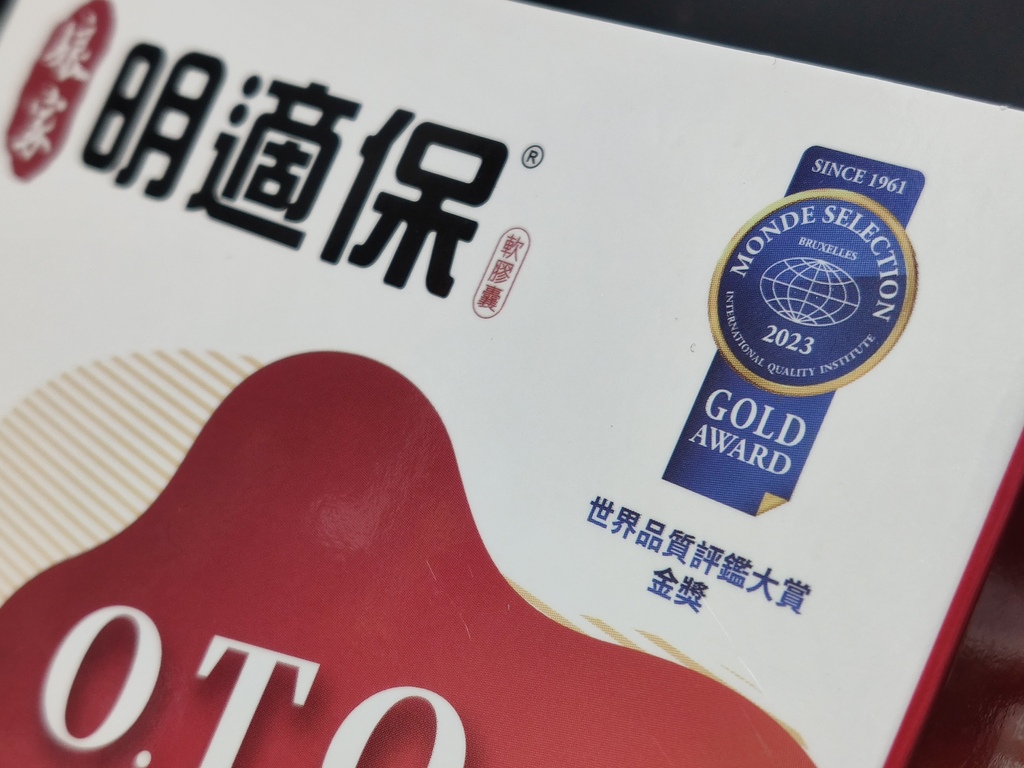 娘家
明適保®
軟膠囊
SINCE 1961
MONDE SELECTION
BRUXELLES
2023
INTERNATIONAL QUALITY INSTITUTE
GOLD
AWARD
世界品質評鑑大賞
金獎
O.T.O